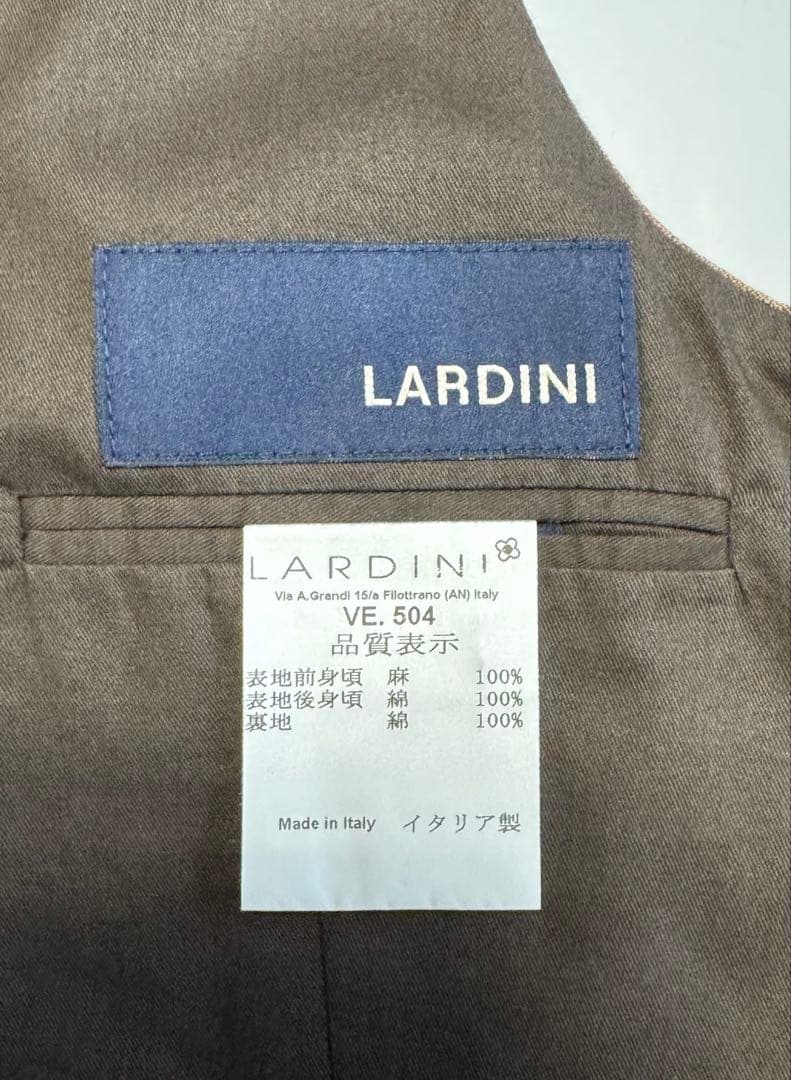 LARDINI
LARDINI
Via A.Grandi 15/a Filottrano (AN) Italy
VE. 504
品質表示
表地前身頃 麻 100%
表地後身頃 綿 100%
裏地 綿 100%
Made in Italy イタリア製